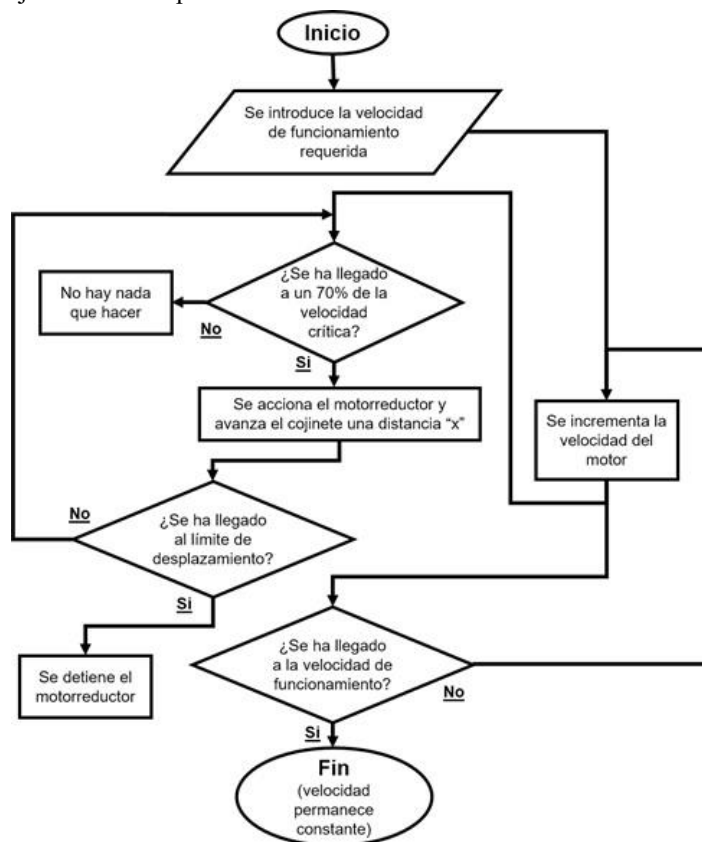 Inicio
Se introduce la velocidad
de funcionamiento
requerida
¿Se ha llegado
a un 70% de la
velocidad
crítica?
No hay nada
que hacer
No
Si
Se acciona el motorreductor y
avanza el cojinete una distancia “x”
Se incrementa la
velocidad del
motor
No
¿Se ha llegado
al límite de
desplazamiento?
Si
Se detiene el
motorreductor
¿Se ha llegado
a la velocidad de
funcionamiento?
No
Si
Fin
(velocidad
permanece
constante)